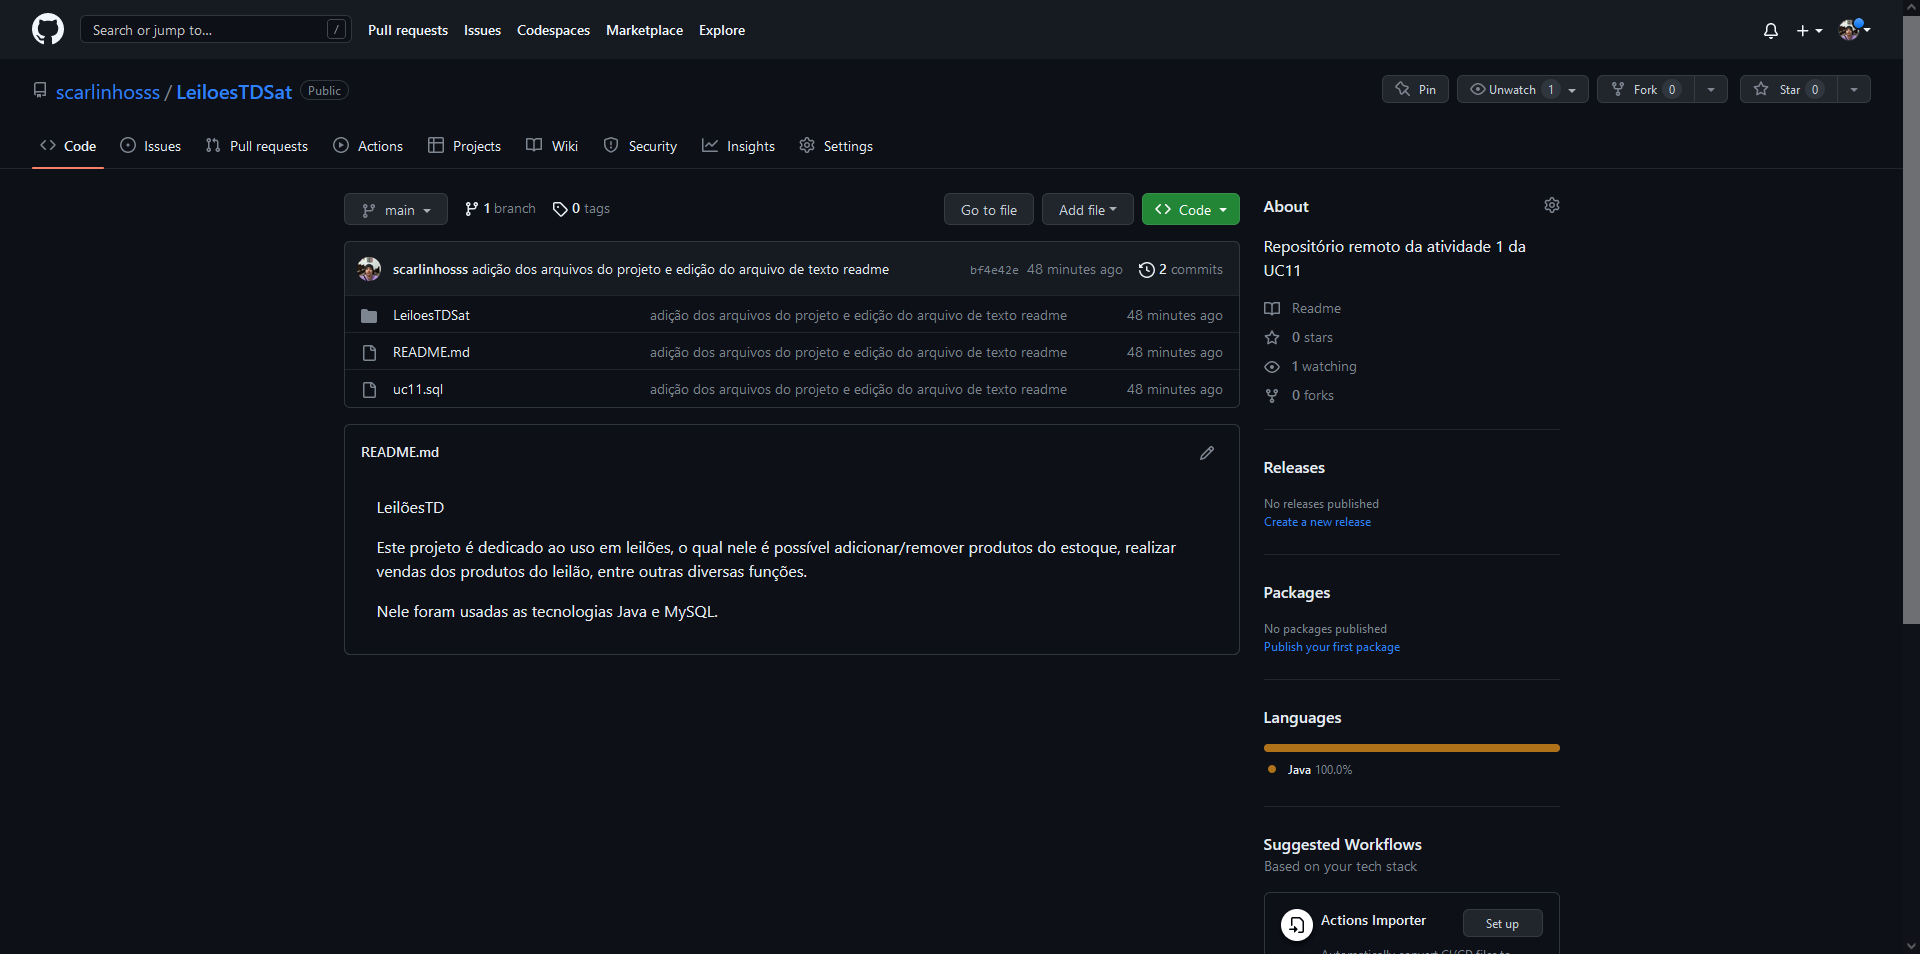 Search or jump to... /
Pull requests Issues Codespaces Marketplace Explore
scarlinhosss / LeiloesTDSat Public
Pin Unwatch 1 Fork 0 Star 0
Code Issues Pull requests Actions Projects Wiki Security Insights Settings
main 1 branch 0 tags
Go to file Add file Code
scarlinhosss adição dos arquivos do projeto e edição do arquivo de texto readme bf4e42e 48 minutes ago 2 commits
LeiloesTDSat adição dos arquivos do projeto e edição do arquivo de texto readme 48 minutes ago
README.md adição dos arquivos do projeto e edição do arquivo de texto readme 48 minutes ago
uc11.sql adição dos arquivos do projeto e edição do arquivo de texto readme 48 minutes ago
README.md
LeilõesTD
Este projeto é dedicado ao uso em leilões, o qual nele é possível adicionar/remover produtos do estoque, realizar
vendas dos produtos do leilão, entre outras diversas funções.
Nele foram usadas as tecnologias Java e MySQL.
About
Repositório remoto da atividade 1 da
UC11
Readme
0 stars
1 watching
0 forks
Releases
No releases published
Create a new release
Packages
No packages published
Publish your first package
Languages
Java 100.0%
Suggested Workflows
Based on your tech stack
Actions Importer Set up
Automatically convert CI/CD files to